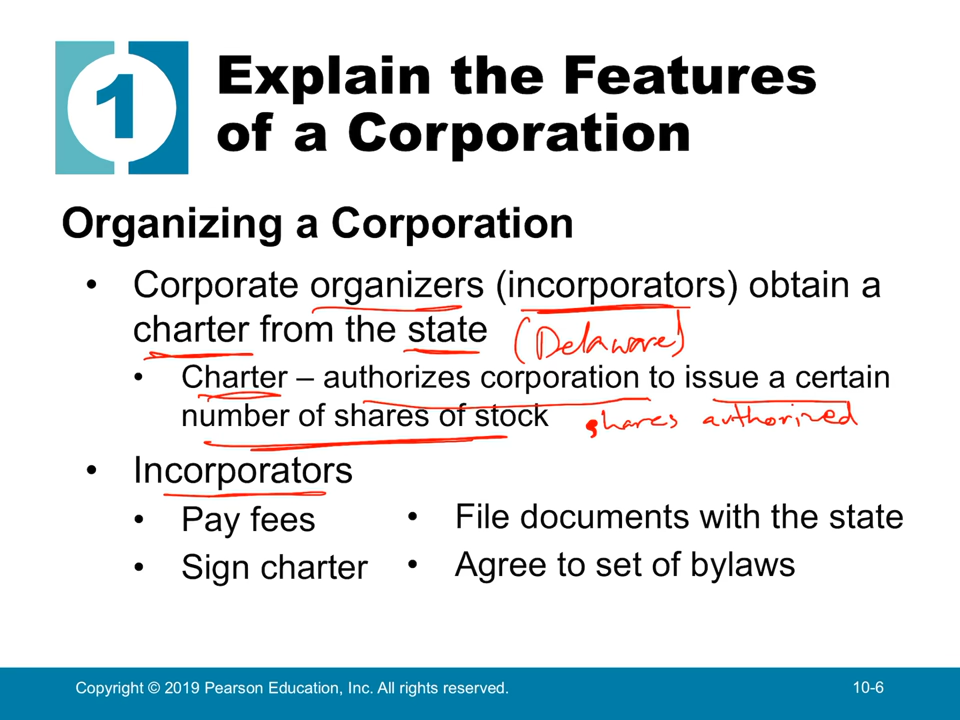 1
Explain the Features
of a Corporation
Organizing a Corporation
• Corporate organizers (incorporators) obtain a
charter from the state (Delaware)
• Charter – authorizes corporation to issue a certain
number of shares of stock shares authorized
• Incorporators
• Pay fees
• Sign charter
• File documents with the state
• Agree to set of bylaws
Copyright © 2019 Pearson Education, Inc. All rights reserved.
10-6